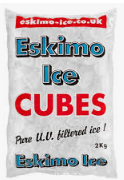 eskimo-ice.co.uk
Eskimo
Ice
CUBES
Pure U.V. filtered ice!
2Kg
Eskimo Ice